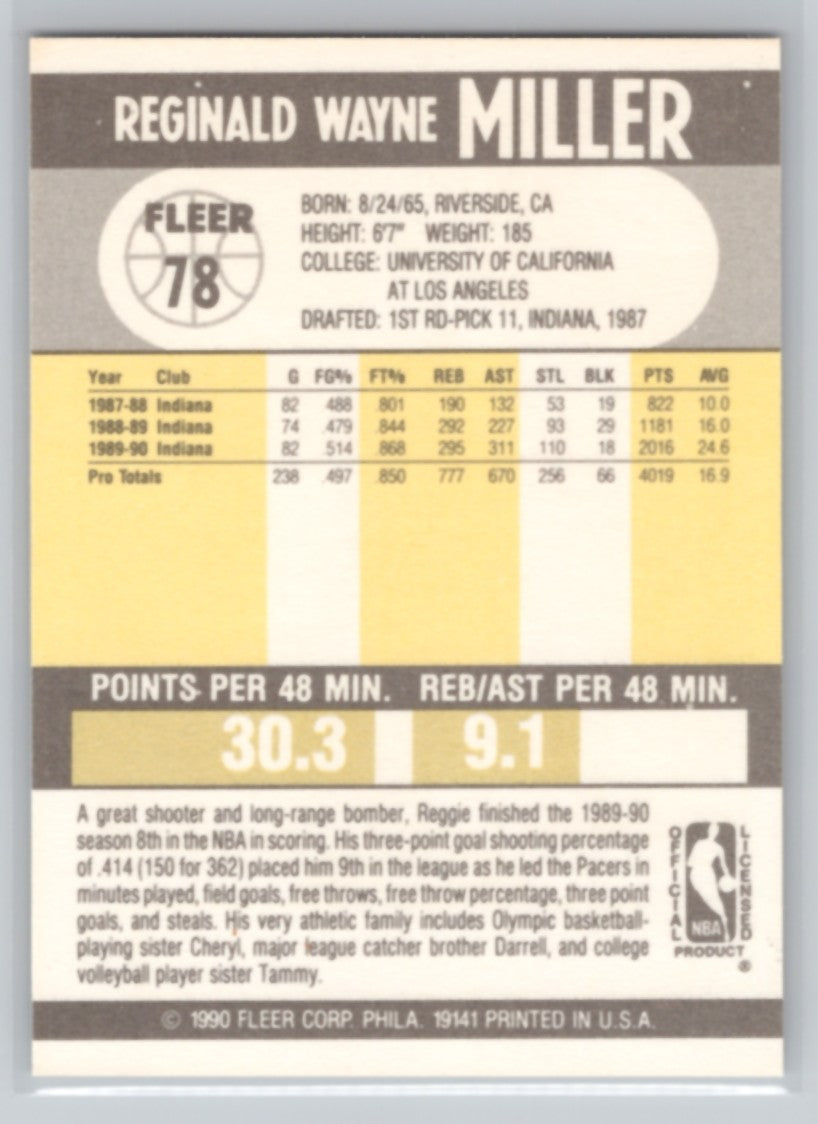 REGINALD WAYNE MILLER
FLEER
78
BORN: 8/24/65, RIVERSIDE, CA
HEIGHT: 6'7" WEIGHT: 185
COLLEGE: UNIVERSITY OF CALIFORNIA
AT LOS ANGELES
DRAFTED: 1ST RD-PICK 11, INDIANA, 1987
Year Club G FG% FT% REB AST STL BLK PTS AVG
1987-88 Indiana 82 .488 .801 190 132 53 19 822 10.0
1988-89 Indiana 74 .479 .844 292 227 93 29 1181 16.0
1989-90 Indiana 82 .514 .868 295 311 110 18 2016 24.6
Pro Totals 238 .497 .850 777 670 256 66 4019 16.9
POINTS PER 48 MIN. REB/AST PER 48 MIN.
30.3 9.1
A great shooter and long-range bomber, Reggie finished the 1989-90
season 8th in the NBA in scoring. His three-point goal shooting percentage
of .414 (150 for 362) placed him 9th in the league as he led the Pacers in
minutes played, field goals, free throws, free throw percentage, three point
goals, and steals. His very athletic family includes Olympic basketball-
playing sister Cheryl, major league catcher brother Darrell, and college
volleyball player sister Tammy.
OFFICIAL
LICENSED
NBA
PRODUCT
®
© 1990 FLEER CORP. PHILA. 19141 PRINTED IN U.S.A.